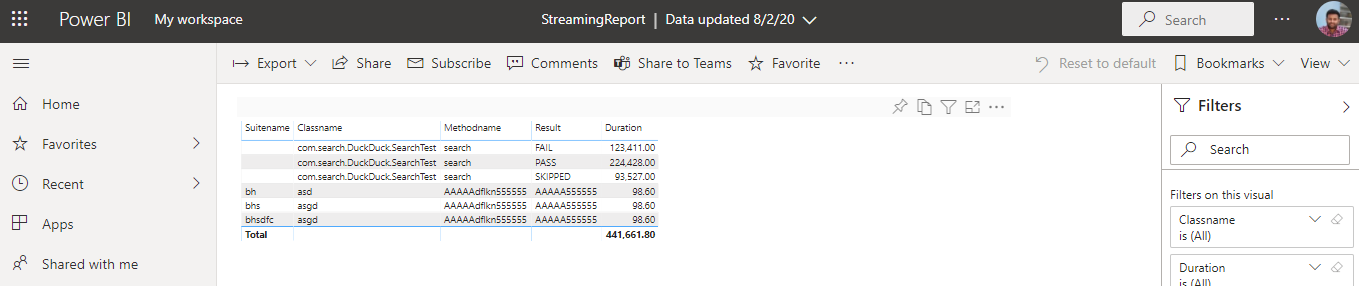 Power BI My workspace StreamingReport | Data updated 8/2/20 Search ...
Export Share Subscribe Comments Share to Teams Favorite ... Reset to default Bookmarks View
Home
Favorites
Recent
Apps
Shared with me
Suitename Classname Methodname Result Duration
com.search.DuckDuck.SearchTest search FAIL 123,411.00
com.search.DuckDuck.SearchTest search PASS 224,428.00
com.search.DuckDuck.SearchTest search SKIPPED 93,527.00
bh asd AAAAAdflkn555555 AAAAA555555 98.60
bhs asgd AAAAAdflkn555555 AAAAA555555 98.60
bhsdfc asgd AAAAAdflkn555555 AAAAA555555 98.60
Total 441,661.80
Filters
Search
Filters on this visual
Classname
is (All)
Duration
is (All)